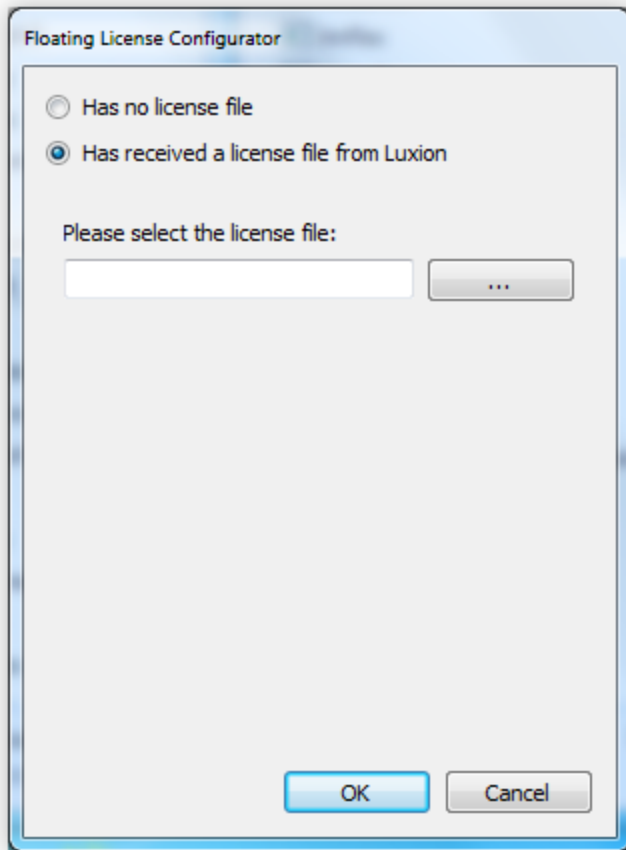 Floating License Configurator
Has no license file
Has received a license file from Luxion
Please select the license file:
...
OK
Cancel